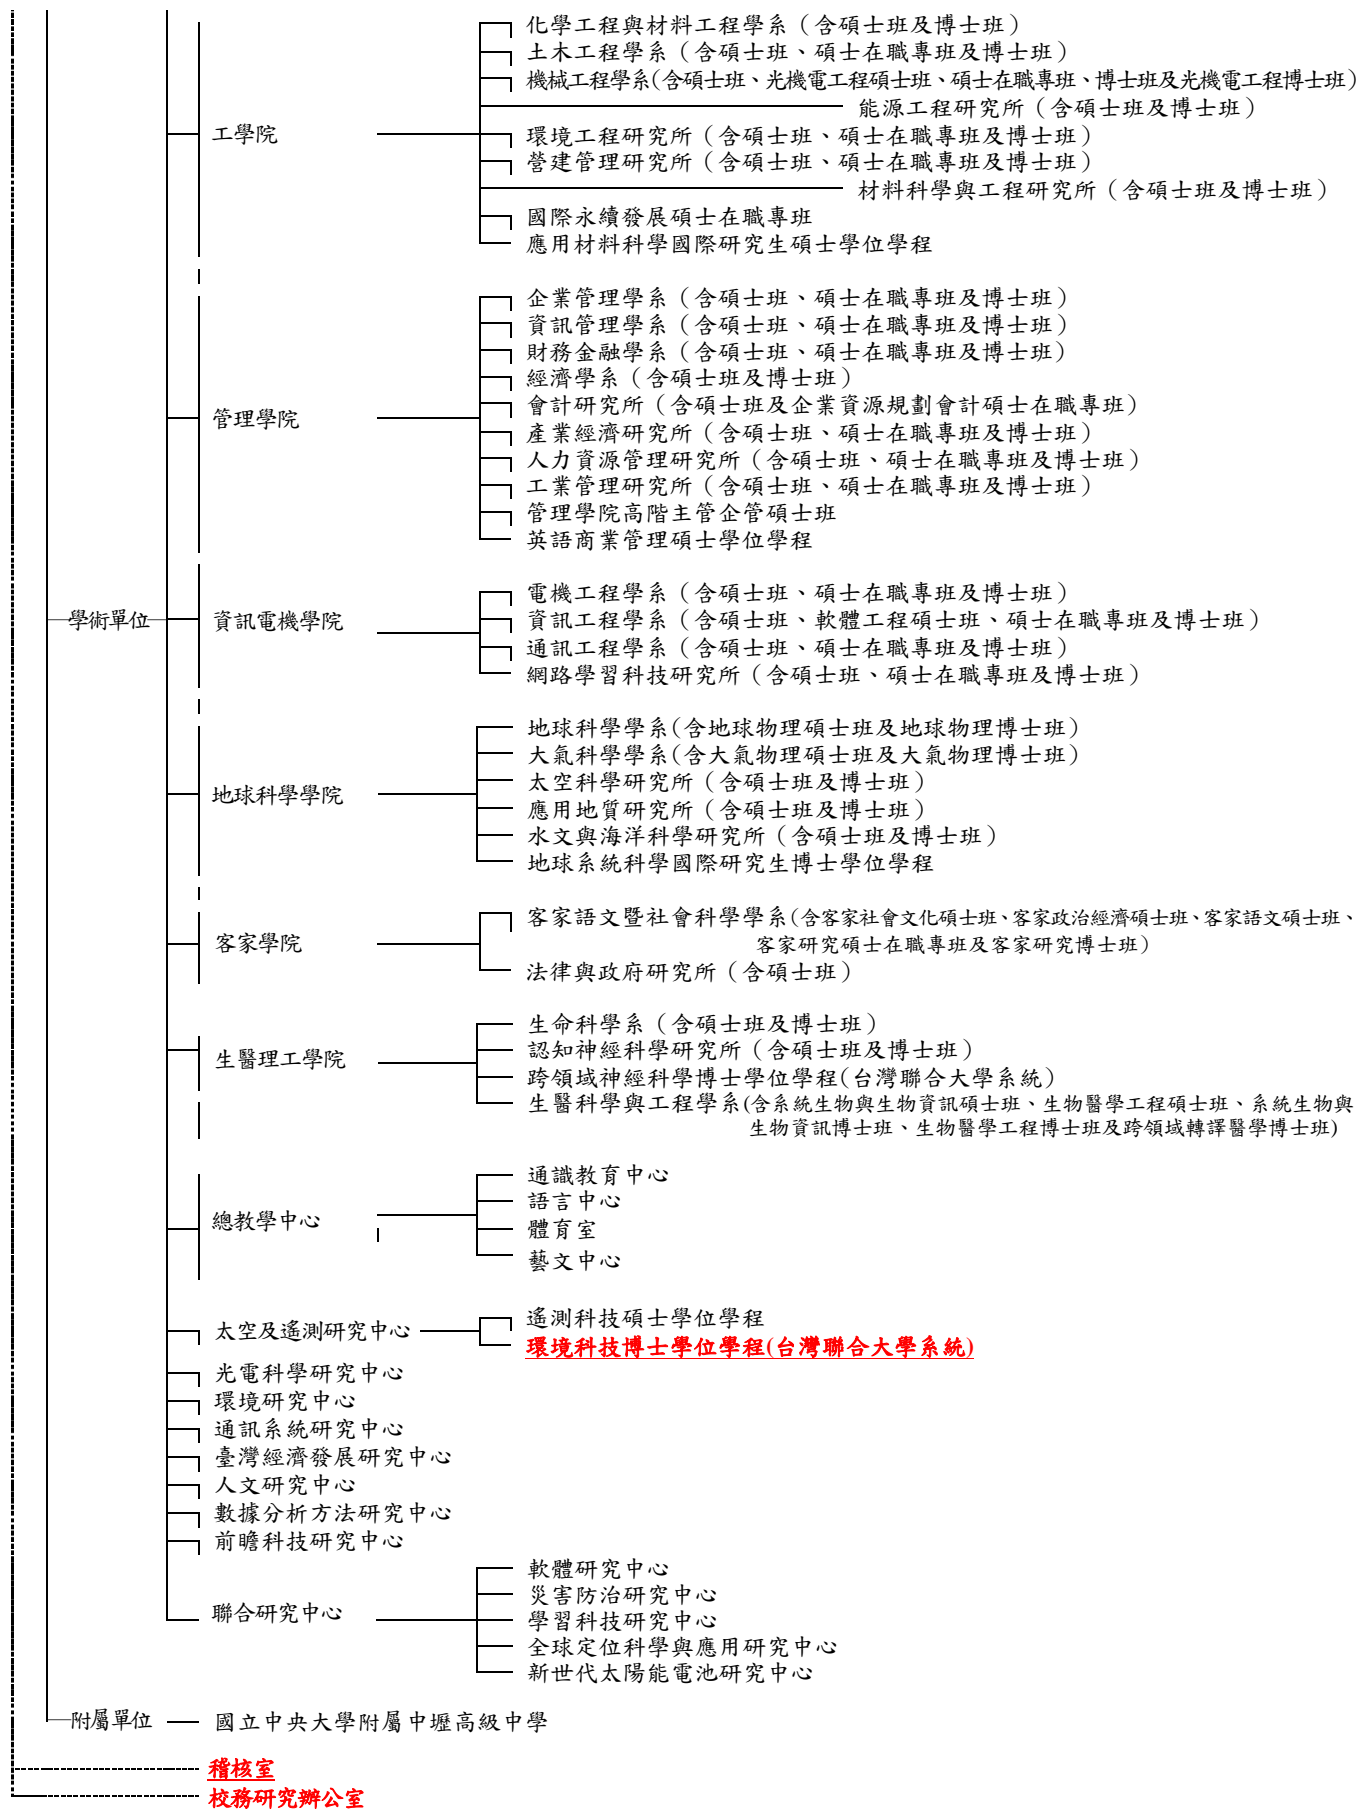 化學工程與材料工程學系（含碩士班及博士班）
土木工程學系（含碩士班、碩士在職專班及博士班）
機械工程學系(含碩士班、光機電工程碩士班、碩士在職專班、博士班及光機電工程博士班)
能源工程研究所（含碩士班及博士班）
工學院
環境工程研究所（含碩士班、碩士在職專班及博士班）
營建管理研究所（含碩士班、碩士在職專班及博士班）
材料科學與工程研究所（含碩士班及博士班）
國際永續發展碩士在職專班
應用材料科學國際研究生碩士學位學程
企業管理學系（含碩士班、碩士在職專班及博士班）
資訊管理學系（含碩士班、碩士在職專班及博士班）
財務金融學系（含碩士班、碩士在職專班及博士班）
經濟學系（含碩士班及博士班）
會計研究所（含碩士班及企業資源規劃會計碩士在職專班）
管理學院
產業經濟研究所（含碩士班、碩士在職專班及博士班）
人力資源管理研究所（含碩士班、碩士在職專班及博士班）
工業管理研究所（含碩士班、碩士在職專班及博士班）
管理學院高階主管企管碩士班
英語商業管理碩士學位學程
電機工程學系（含碩士班、碩士在職專班及博士班）
學術單位
資訊電機學院
資訊工程學系（含碩士班、軟體工程碩士班、碩士在職專班及博士班）
通訊工程學系（含碩士班、碩士在職專班及博士班）
網路學習科技研究所（含碩士班、碩士在職專班及博士班）
地球科學學系(含地球物理碩士班及地球物理博士班)
大氣科學學系(含大氣物理碩士班及大氣物理博士班)
太空科學研究所（含碩士班及博士班）
地球科學學院
應用地質研究所（含碩士班及博士班）
水文與海洋科學研究所（含碩士班及博士班）
地球系統科學國際研究生博士學位學程
客家語文暨社會科學學系(含客家社會文化碩士班、客家政治經濟碩士班、客家語文碩士班、
客家研究碩士在職專班及客家研究博士班)
客家學院
法律與政府研究所（含碩士班）
生命科學系（含碩士班及博士班）
認知神經科學研究所（含碩士班及博士班）
生醫理工學院
跨領域神經科學博士學位學程(台灣聯合大學系統)
生醫科學與工程學系(含系統生物與生物資訊碩士班、生物醫學工程碩士班、系統生物與
生物資訊博士班、生物醫學工程博士班及跨領域轉譯醫學博士班)
通識教育中心
語言中心
總教學中心
體育室
藝文中心
遙測科技碩士學位學程
太空及遙測研究中心
環境科技博士學位學程(台灣聯合大學系統)
光電科學研究中心
環境研究中心
通訊系統研究中心
臺灣經濟發展研究中心
人文研究中心
數據分析方法研究中心
前瞻科技研究中心
軟體研究中心
災害防治研究中心
聯合研究中心
學習科技研究中心
全球定位科學與應用研究中心
新世代太陽能電池研究中心
附屬單位
國立中央大學附屬中壢高級中學
稽核室
校務研究辦公室